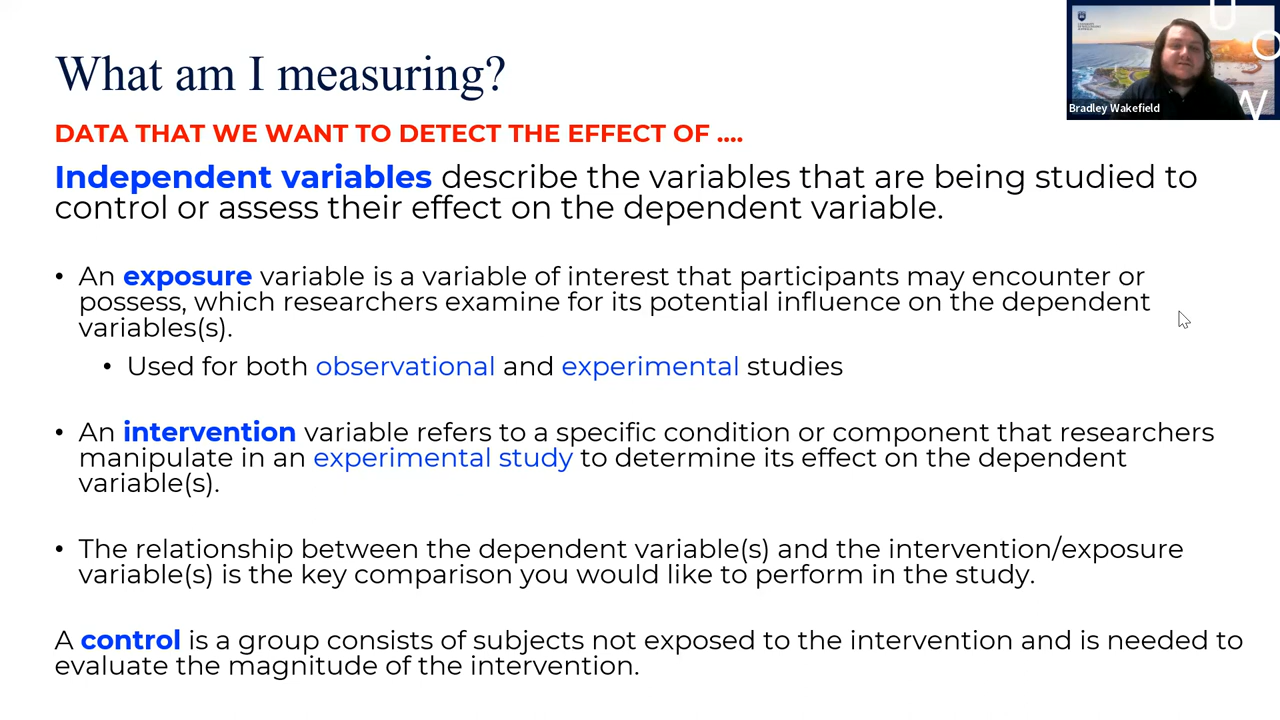 What am I measuring?
DATA THAT WE WANT TO DETECT THE EFFECT OF ....
Independent variables describe the variables that are being studied to
control or assess their effect on the dependent variable.
• An exposure variable is a variable of interest that participants may encounter or
possess, which researchers examine for its potential influence on the dependent
variables(s).
• Used for both observational and experimental studies
• An intervention variable refers to a specific condition or component that researchers
manipulate in an experimental study to determine its effect on the dependent
variable(s).
• The relationship between the dependent variable(s) and the intervention/exposure
variable(s) is the key comparison you would like to perform in the study.
A control is a group consists of subjects not exposed to the intervention and is needed to
evaluate the magnitude of the intervention.
Bradley Wakefield
U
O
W